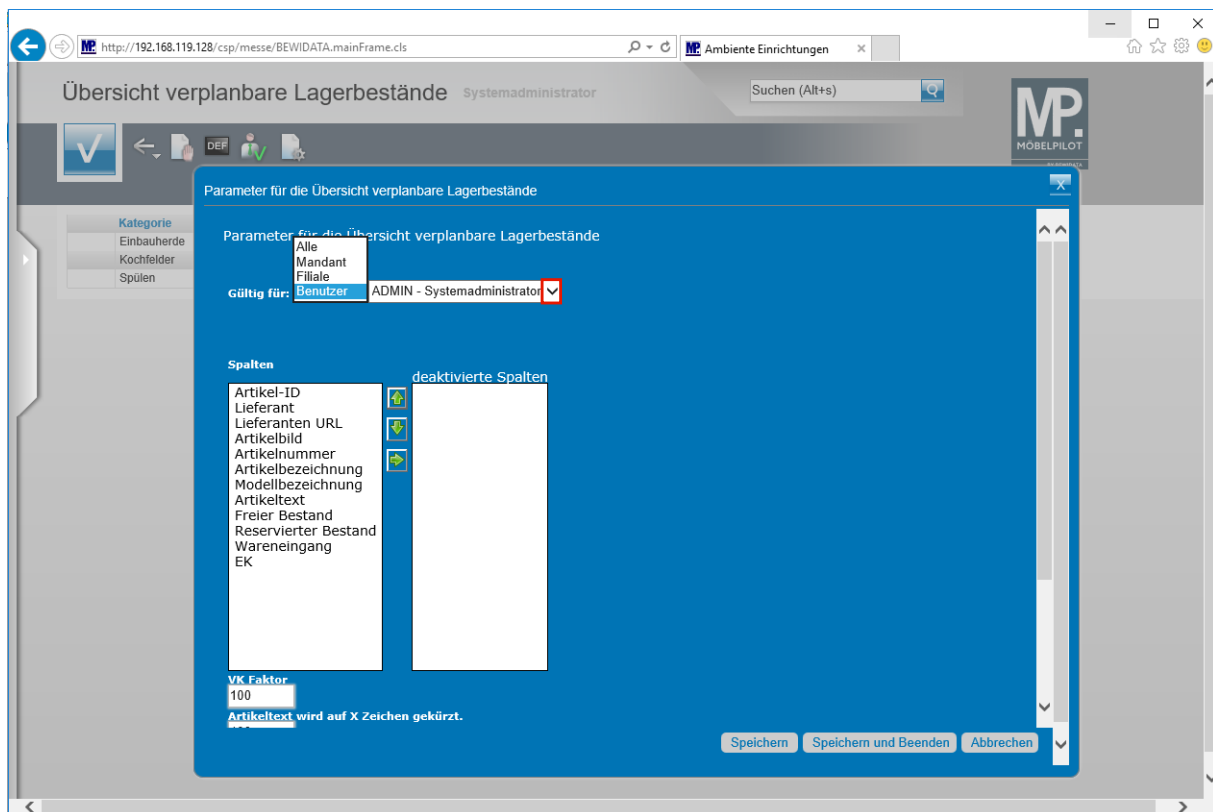 http://192.168.119.128/csp/messe/BEWIDATA.mainFrame.cls
MP. Ambiente Einrichtungen
Übersicht verplanbare Lagerbestände Systemadministrator
Suchen (Alt+s)
MP.
MÖBELPILOT
DEF
Parameter für die Übersicht verplanbare Lagerbestände
X
Kategorie
Einbauherde
Kochfelder
Spülen
Parameter für die Übersicht verplanbare Lagerbestände
Alle
Mandant
Filiale
Benutzer
Gültig für: ADMIN - Systemadministrator
Spalten
deaktivierte Spalten
Artikel-ID
Lieferant
Lieferanten URL
Artikelbild
Artikelnummer
Artikelbezeichnung
Modellbezeichnung
Artikeltext
Freier Bestand
Reservierter Bestand
Wareneingang
EK
VK Faktor
100
Artikeltext wird auf X Zeichen gekürzt.
Speichern Speichern und Beenden Abbrechen